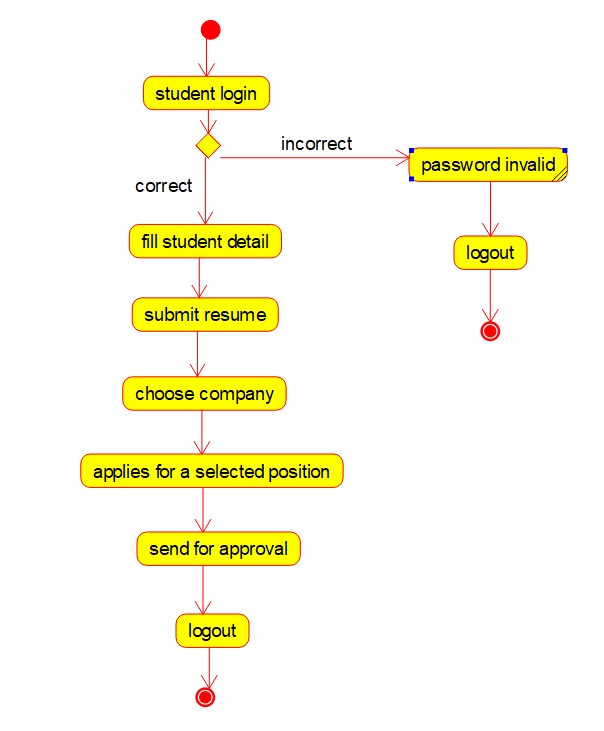 student login
incorrect
password invalid
correct
fill student detail
logout
submit resume
choose company
applies for a selected position
send for approval
logout